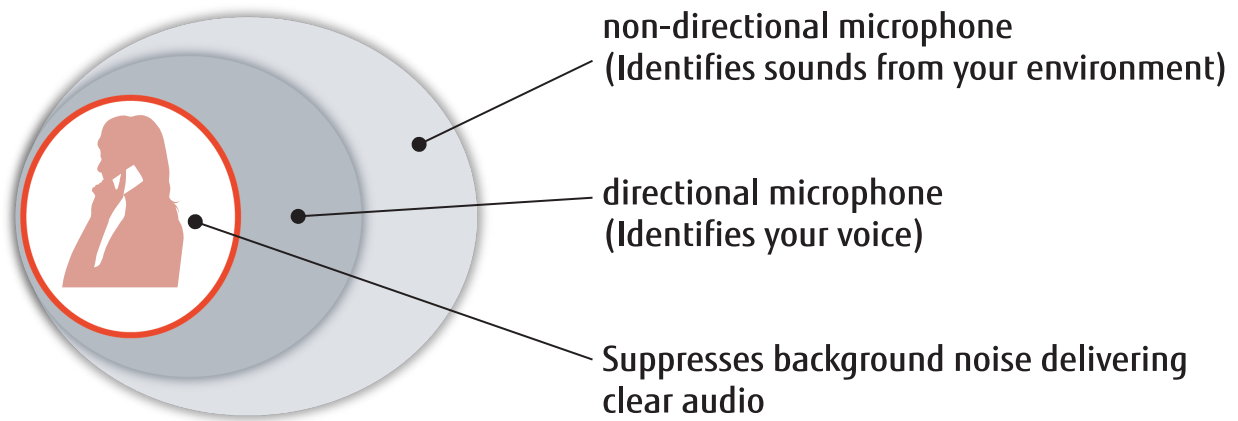 non-directional microphone
(Identifies sounds from your environment)
directional microphone
(Identifies your voice)
Suppresses background noise delivering
clear audio